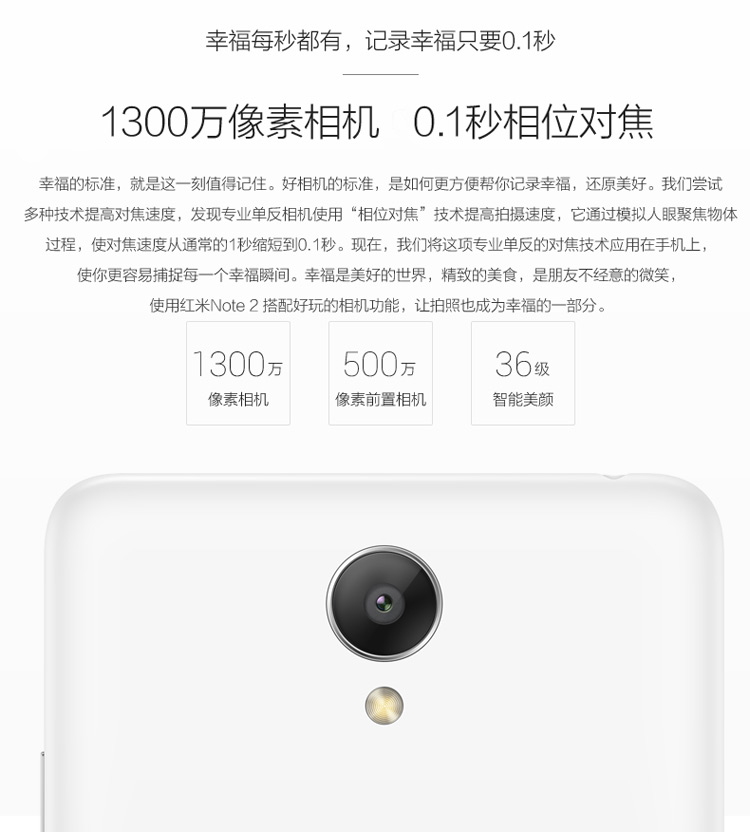 幸福每秒都有，记录幸福只要0.1秒
1300万像素相机 0.1秒相位对焦
幸福的标准，就是这一刻值得记住。好相机的标准，是如何更方便帮你记录幸福，还原美好。我们尝试
多种技术提高对焦速度，发现专业单反相机使用“相位对焦”技术提高拍摄速度，它通过模拟人眼聚焦物体
过程，使对焦速度从通常的1秒缩短到0.1秒。现在，我们将这项专业单反的对焦技术应用在手机上，
使你更容易捕捉每一个幸福瞬间。幸福是美好的世界，精致的美食，是朋友不经意的微笑，
使用红米Note 2 搭配好玩的相机功能，让拍照也成为幸福的一部分。
1300万
像素相机
500万
像素前置相机
36级
智能美颜